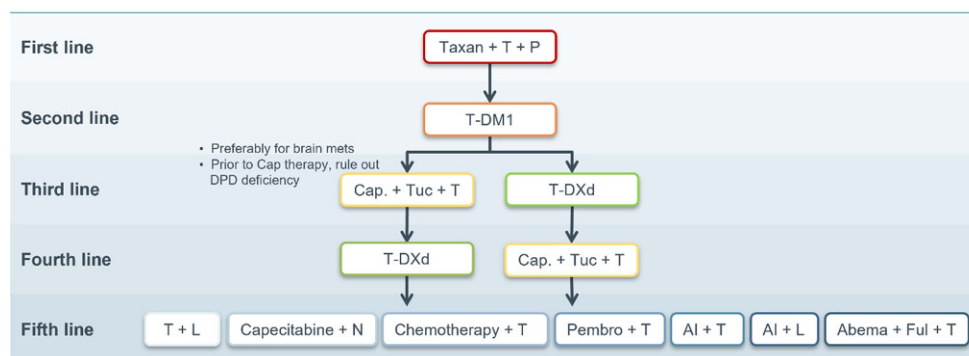 First line
Taxan + T + P
Second line
T-DM1
• Preferably for brain mets
• Prior to Cap therapy, rule out
DPD deficiency
Third line
Cap. + Tuc + T
T-DXd
Fourth line
T-DXd
Cap. + Tuc + T
Fifth line
T + L
Capecitabine + N
Chemotherapy + T
Pembro + T
AI + T
AI + L
Abema + Ful + T